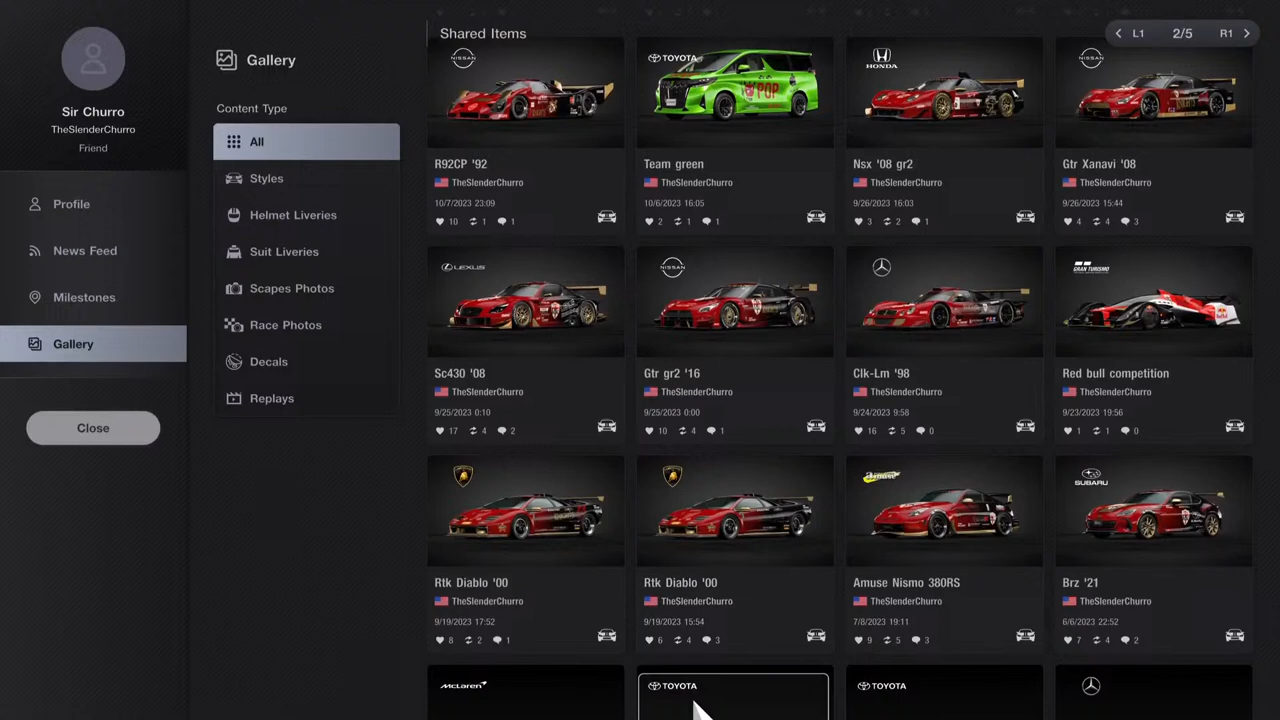 Sir Churro
TheSlenderChurro
Friend
Profile
News Feed
Milestones
Gallery
Close
Gallery
Content Type
All
Styles
Helmet Liveries
Suit Liveries
Scapes Photos
Race Photos
Decals
Replays
Shared Items
L1 2/5 R1
NISSAN
R92CP '92
TheSlenderChurro
10/7/2023 23:09
10 1 1
TOYOTA
POP
Team green
TheSlenderChurro
10/6/2023 16:05
2 1 1
HONDA
Nsx '08 gr2
TheSlenderChurro
9/26/2023 16:03
3 2 1
NISSAN
Gtr Xanavi '08
TheSlenderChurro
9/26/2023 15:44
4 4 3
LEXUS
Sc430 '08
TheSlenderChurro
9/25/2023 0:10
17 4 2
NISSAN
Gtr gr2 '16
TheSlenderChurro
9/25/2023 0:00
10 4 1
Clk-Lm '98
TheSlenderChurro
9/24/2023 9:58
16 5 0
GRAN TURISMO
Red bull competition
TheSlenderChurro
9/23/2023 19:56
1 1 0
Rtk Diablo '00
TheSlenderChurro
9/19/2023 17:52
8 2 1
Rtk Diablo '00
TheSlenderChurro
9/19/2023 15:54
6 4 3
Amuse
Amuse Nismo 380RS
TheSlenderChurro
7/8/2023 19:11
9 5 3
SUBARU
Brz '21
TheSlenderChurro
6/6/2023 22:52
7 4 2
McLaren
TOYOTA
TOYOTA